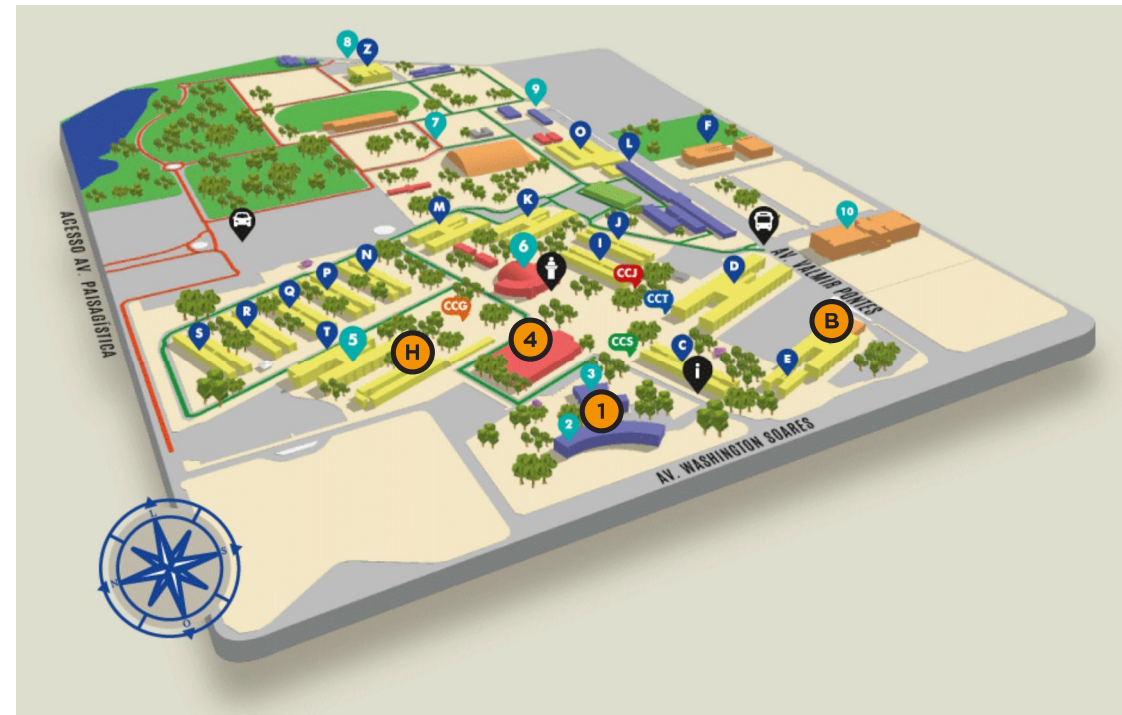 8
Z
9
7
O
L
F
M
K
J
10
ACESSO AV. PAISAGÍSTICA
N
I
6
CCJ
D
AV. VALMIR PONTES
P
Q
CCT
R
CCG
S
T
5
H
4
CCS
C
B
E
i
3
1
2
AV. WASHINGTON SOARES
L
S
N
O